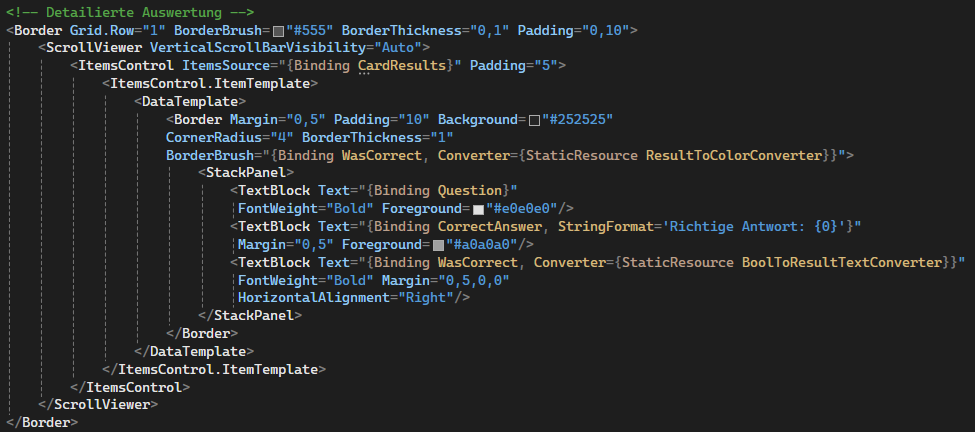 <!-- Detailierte Auswertung -->
<Border Grid.Row="1" BorderBrush="#555" BorderThickness="0,1" Padding="0,10">
<ScrollViewer VerticalScrollBarVisibility="Auto">
<ItemsControl ItemsSource="{Binding CardResults}" Padding="5">
<ItemsControl.ItemTemplate>
<DataTemplate>
<Border Margin="0,5" Padding="10" Background="#252525"
CornerRadius="4" BorderThickness="1"
BorderBrush="{Binding WasCorrect, Converter={StaticResource ResultToColorConverter}}">
<StackPanel>
<TextBlock Text="{Binding Question}"
FontWeight="Bold" Foreground="#e0e0e0"/>
<TextBlock Text="{Binding CorrectAnswer, StringFormat='Richtige Antwort: {0}'}"
Margin="0,5" Foreground="#a0a0a0"/>
<TextBlock Text="{Binding WasCorrect, Converter={StaticResource BoolToResultTextConverter}}"
FontWeight="Bold" Margin="0,5,0,0"
HorizontalAlignment="Right"/>
</StackPanel>
</Border>
</DataTemplate>
</ItemsControl.ItemTemplate>
</ItemsControl>
</ScrollViewer>
</Border>